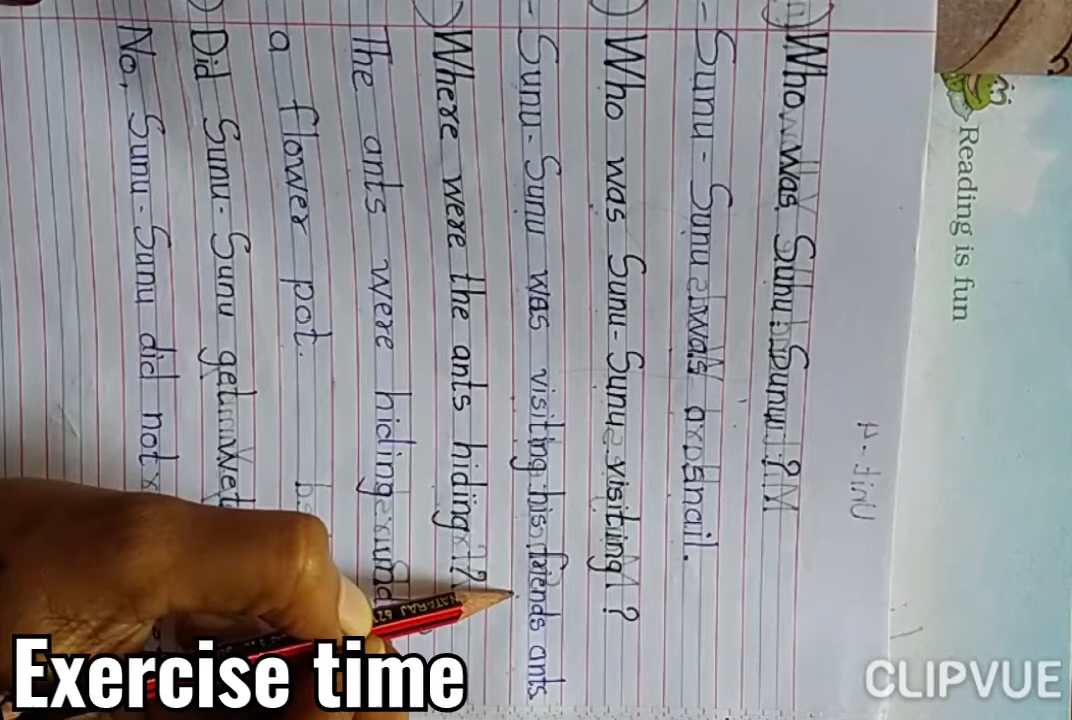 Reading is fun
Who was Sunu-Sunu?
- Sunu-Sunu was a snail.
Who was Sunu-Sunu visiting?
- Sunu-Sunu was visiting his friends ants
Where were the ants hiding?
The ants were hiding
a flower pot.
Did Sunu-Sunu get wet
No, Sunu-Sunu did not
NATARAJ 621
Exercise time
CLIPVUE